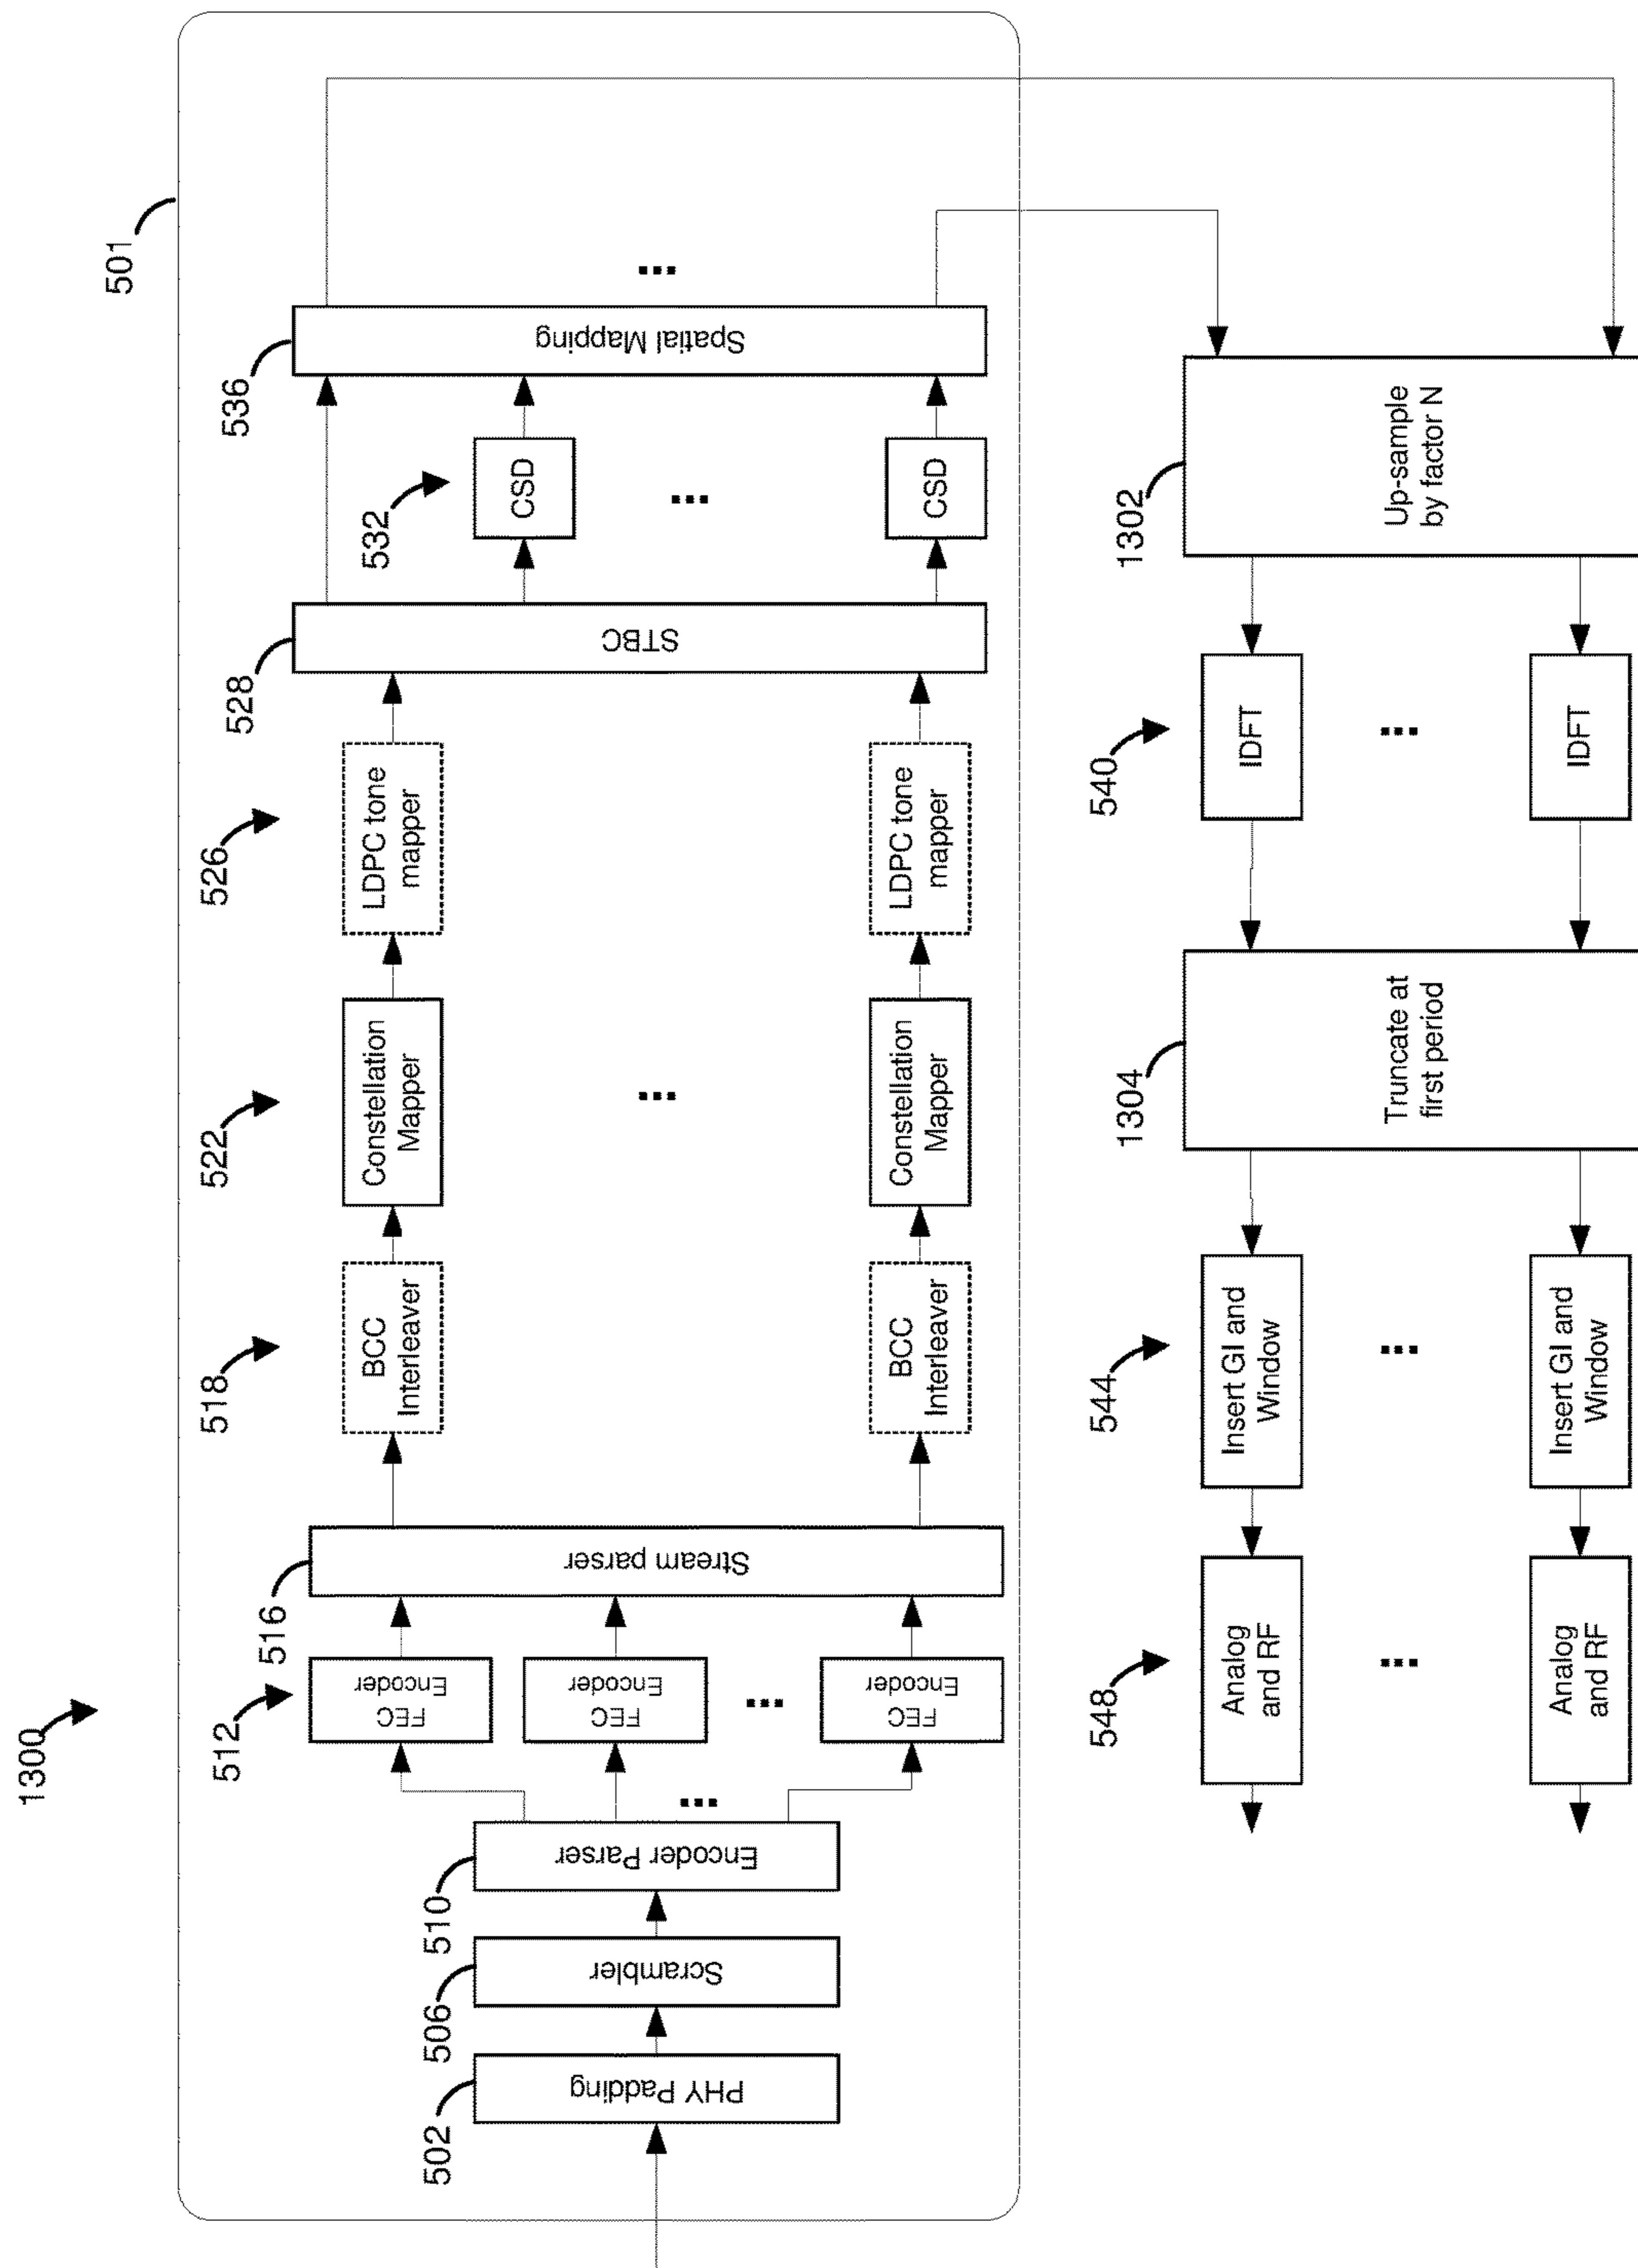 1300
501
502
PHY Padding
506
Scrambler
510
Encoder Parser
...
512
FEC
Encoder
FEC
Encoder
...
FEC
Encoder
516
Stream parser
518
BCC
Interleaver
BCC
Interleaver
522
Constellation
Mapper
...
Constellation
Mapper
526
LDPC tone
mapper
LDPC tone
mapper
528
STBC
532
CSD
...
CSD
536
Spatial Mapping
...
1302
Up-sample
by factor N
540
IDFT
...
IDFT
1304
Truncate at
first period
544
Insert GI and
Window
...
Insert GI and
Window
548
Analog
and RF
...
Analog
and RF